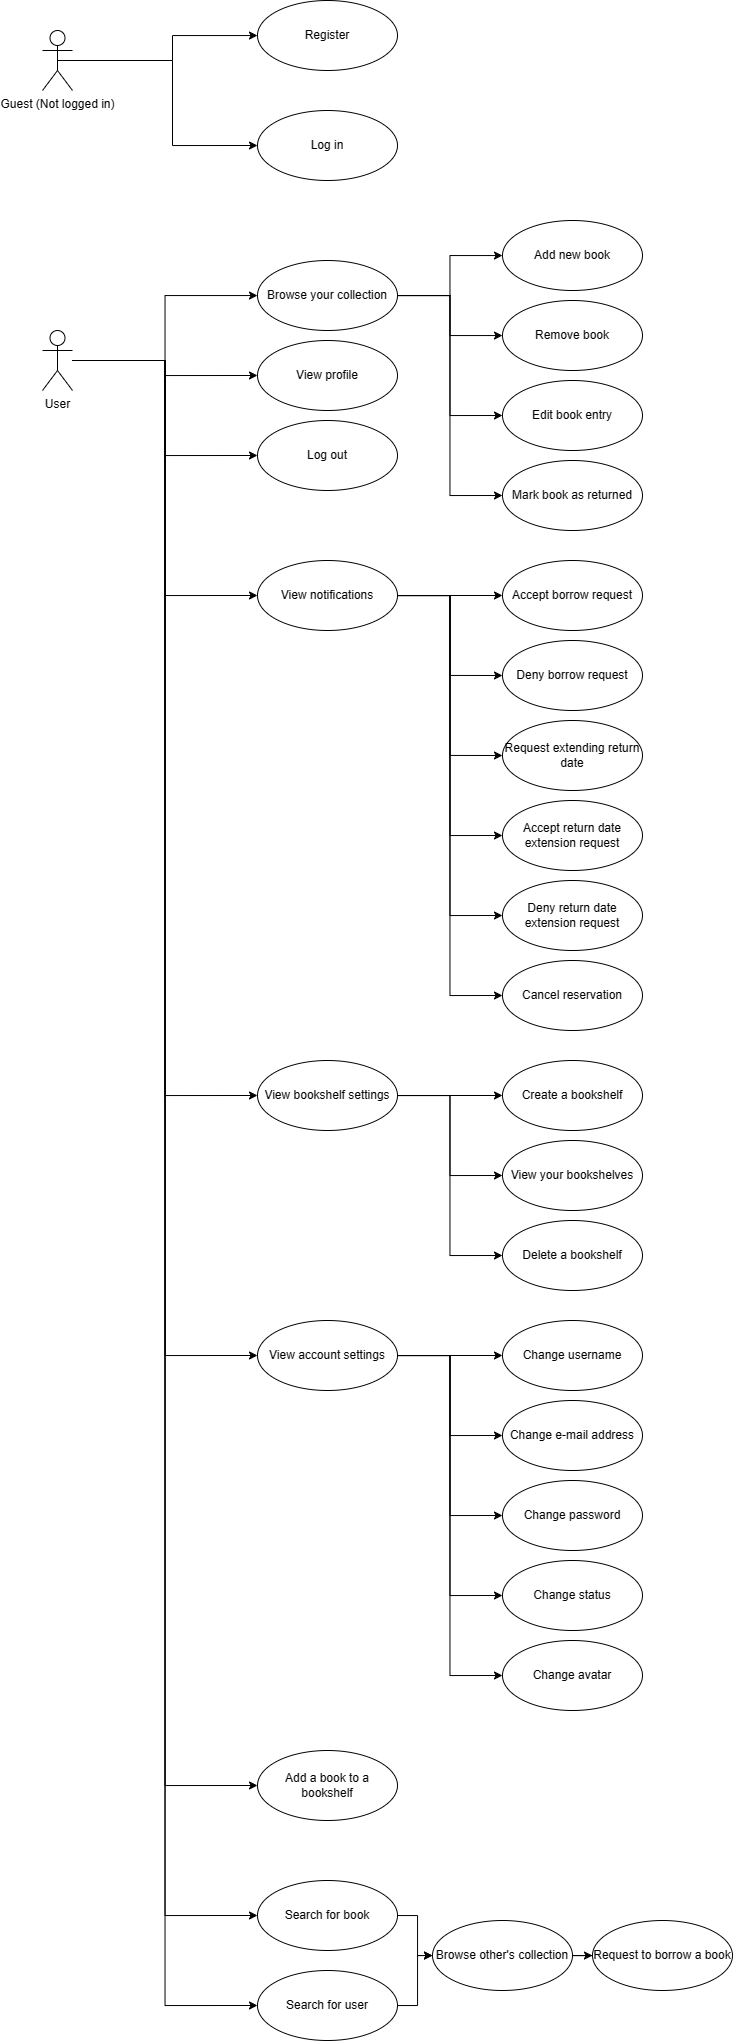 Register
Guest (Not logged in)
Log in
Add new book
Browse your collection
Remove book
View profile
User
Edit book entry
Log out
Mark book as returned
View notifications
Accept borrow request
Deny borrow request
Request extending return
date
Accept return date
extension request
Deny return date
extension request
Cancel reservation
View bookshelf settings
Create a bookshelf
View your bookshelves
Delete a bookshelf
View account settings
Change username
Change e-mail address
Change password
Change status
Change avatar
Add a book to a
bookshelf
Search for book
Browse other's collection
Request to borrow a book
Search for user